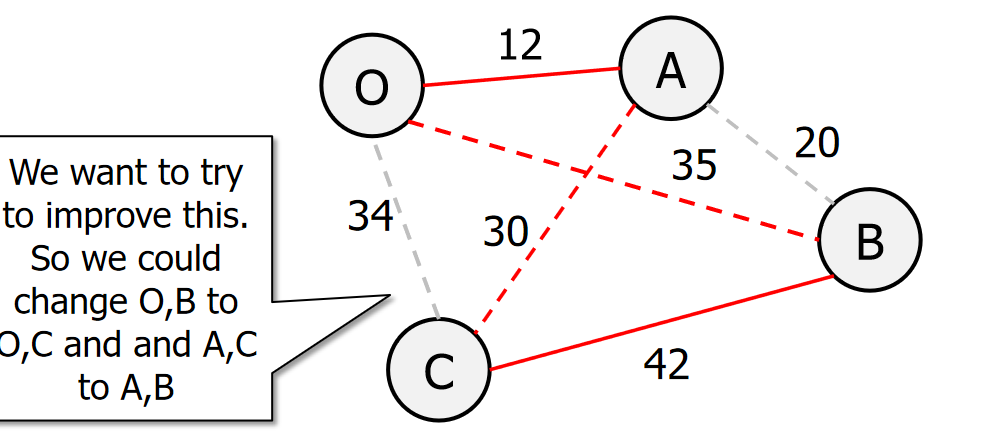 12
A
O
20
35
We want to try
to improve this.
So we could
change O,B to
O,C and and A,C
to A,B
34
30
B
C
42